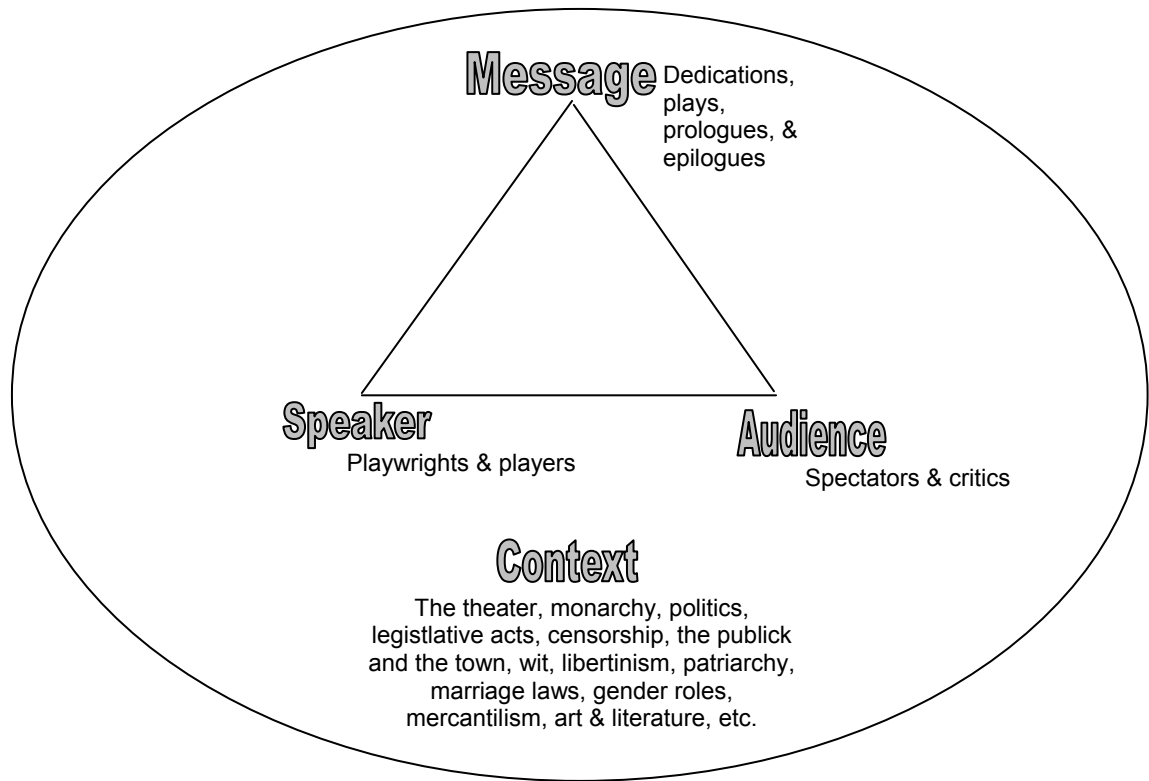 Message
Dedications,
plays,
prologues, &
epilogues
Speaker
Playwrights & players
Audience
Spectators & critics
Context
The theater, monarchy, politics,
legistlative acts, censorship, the publick
and the town, wit, libertinism, patriarchy,
marriage laws, gender roles,
mercantilism, art & literature, etc.